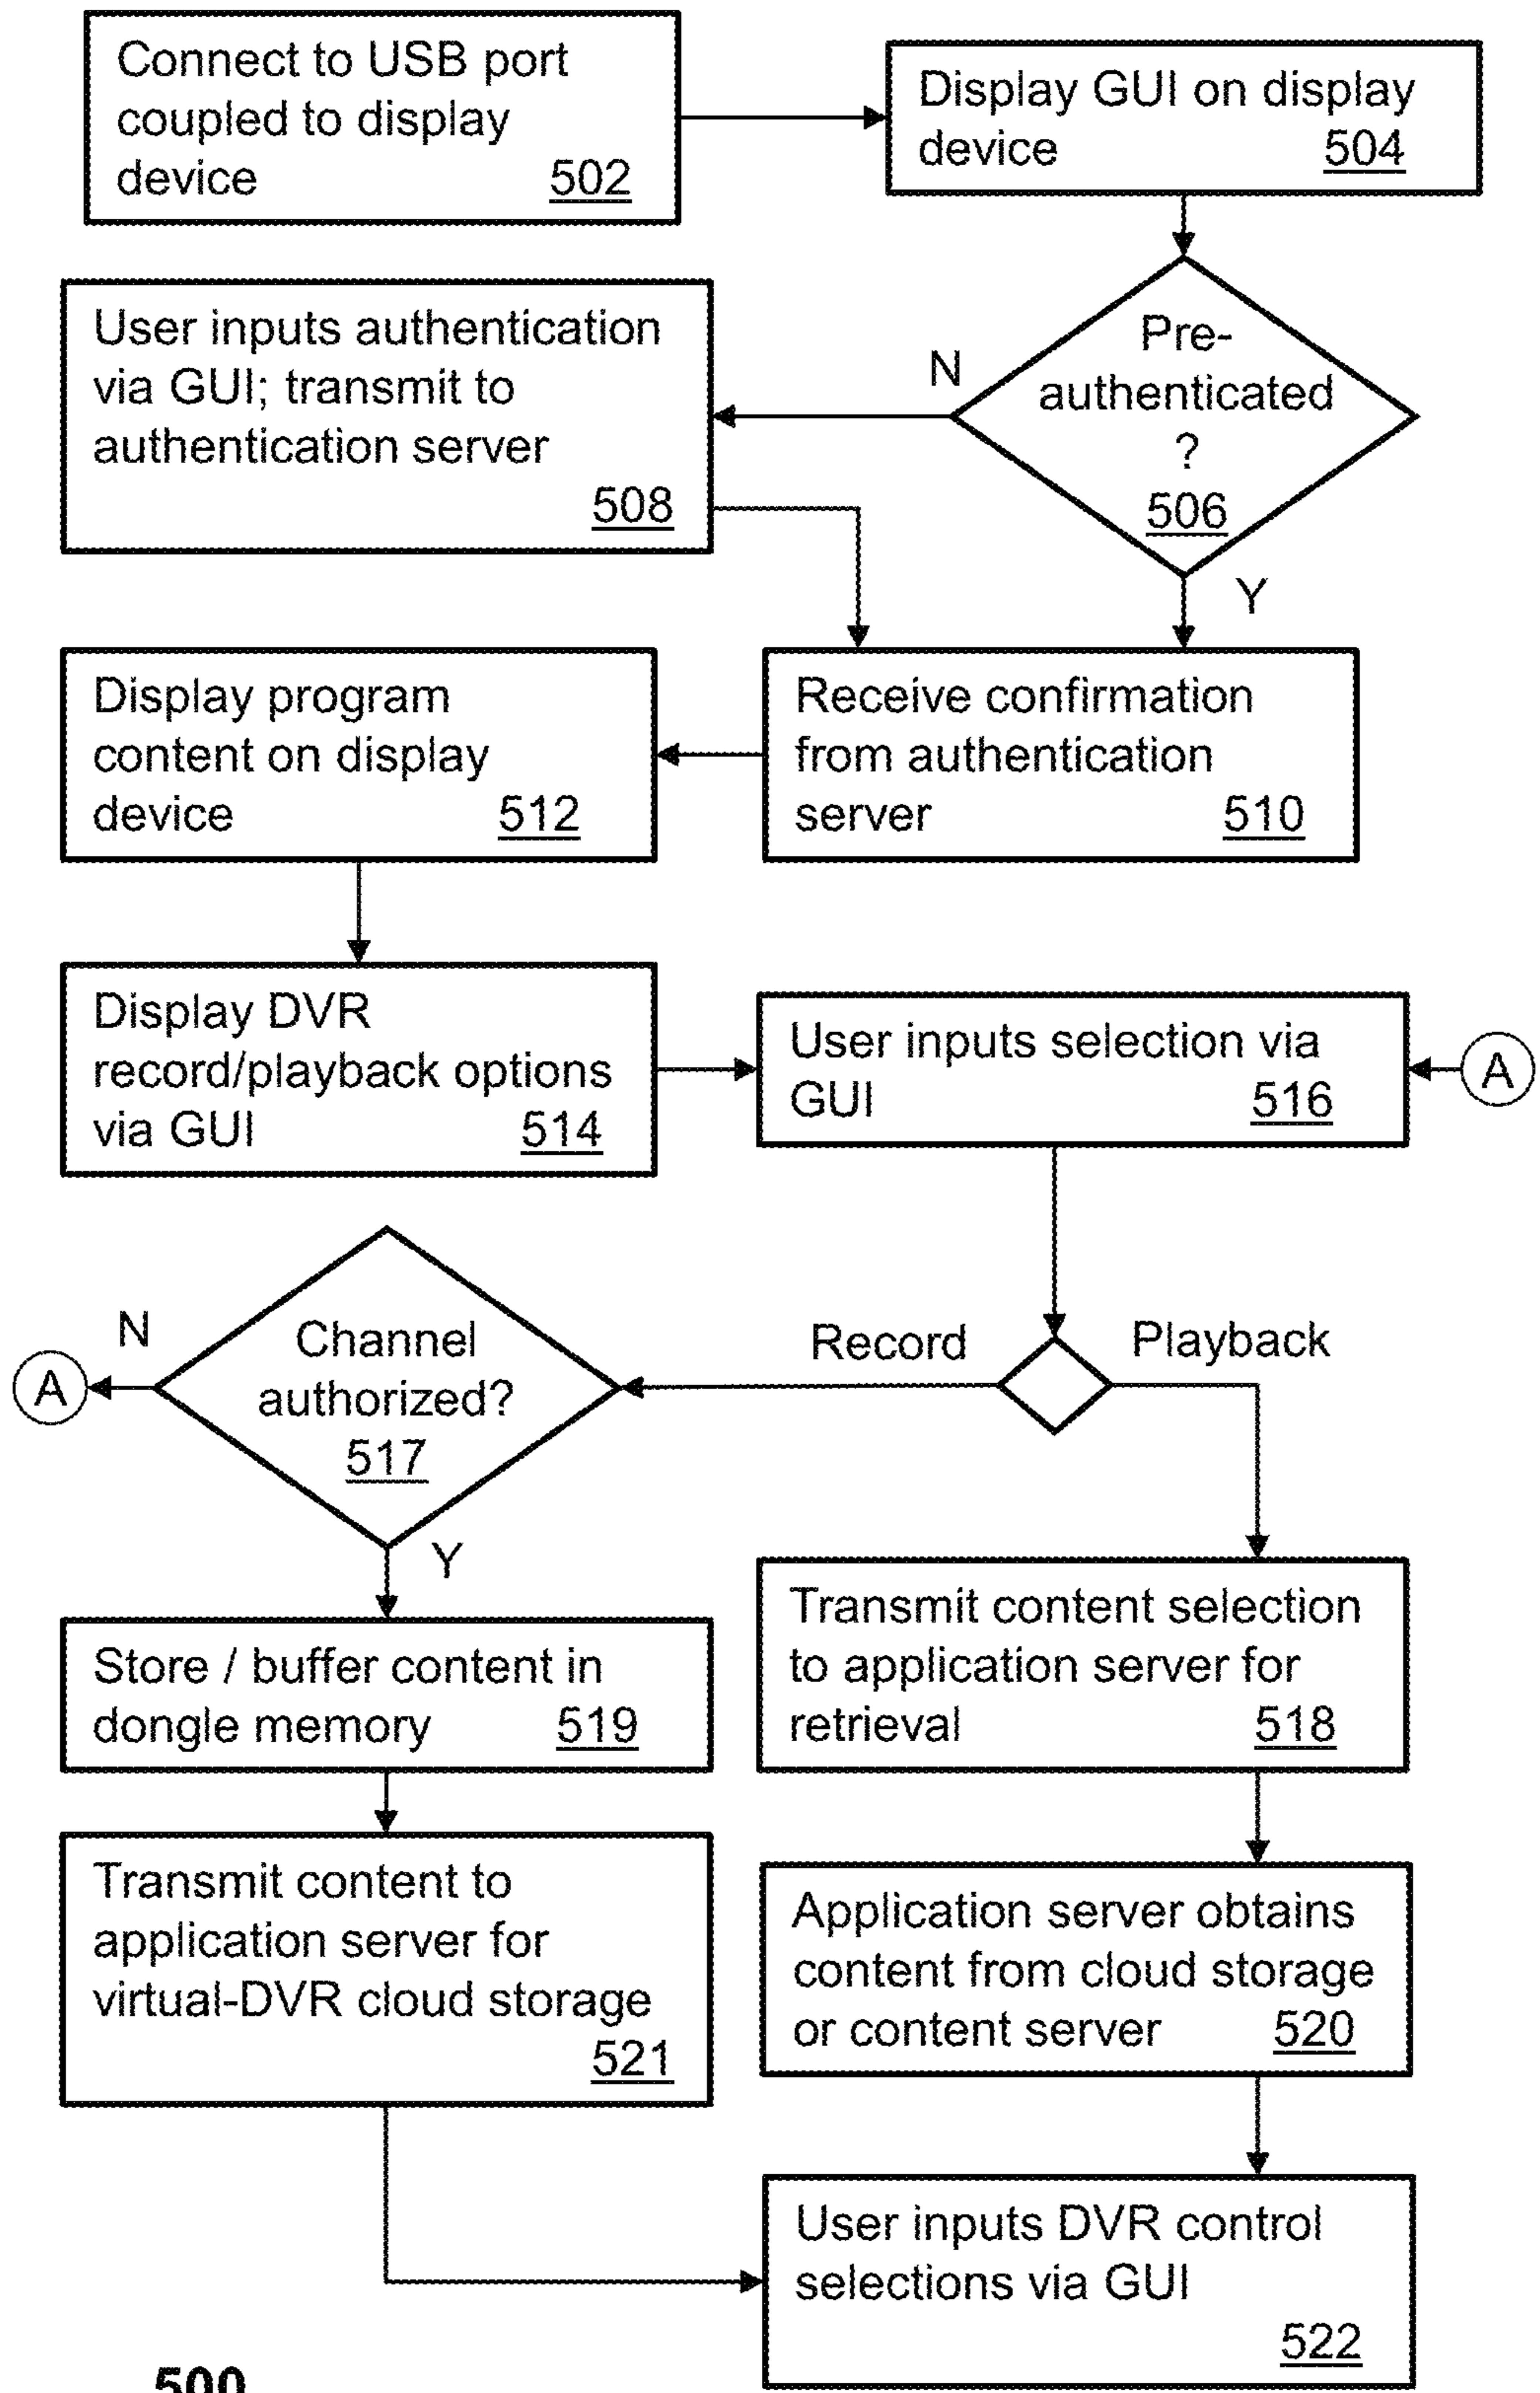 Connect to USB port
coupled to display
device 502
Display GUI on display
device 504
Pre-
authenticated
?
506
N
Y
User inputs authentication
via GUI; transmit to
authentication server
508
Receive confirmation
from authentication
server 510
Display program
content on display
device 512
Display DVR
record/playback options
via GUI 514
User inputs selection via
GUI 516
A
Record
Playback
Channel
authorized?
517
N
A
Y
Store / buffer content in
dongle memory 519
Transmit content selection
to application server for
retrieval 518
Transmit content to
application server for
virtual-DVR cloud storage
521
Application server obtains
content from cloud storage
or content server 520
User inputs DVR control
selections via GUI
522
500